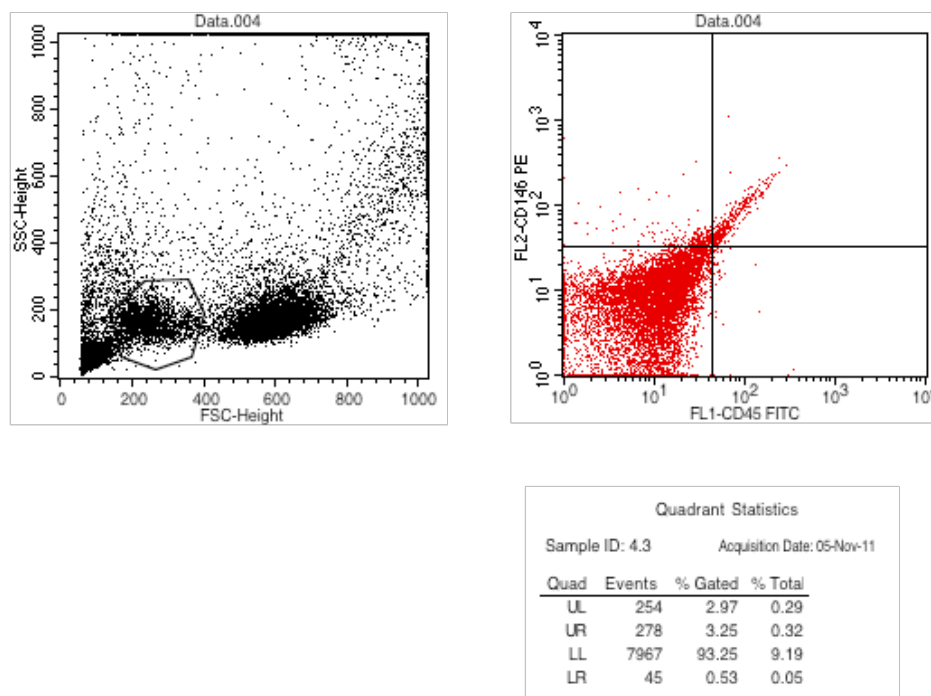 Data.004
1000
800
600
400
200
0
SSC-Height
0 200 400 600 800 1000
FSC-Height
Data.004
10^4
10^3
10^2
10^1
10^0
FL2-CD146 PE
10^0 10^1 10^2 10^3
FL1-CD45 FITC
Quadrant Statistics
Sample ID: 4.3 Acquisition Date: 05-Nov-11
Quad Events % Gated % Total
UL 254 2.97 0.29
UR 278 3.25 0.32
LL 7967 93.25 9.19
LR 45 0.53 0.05